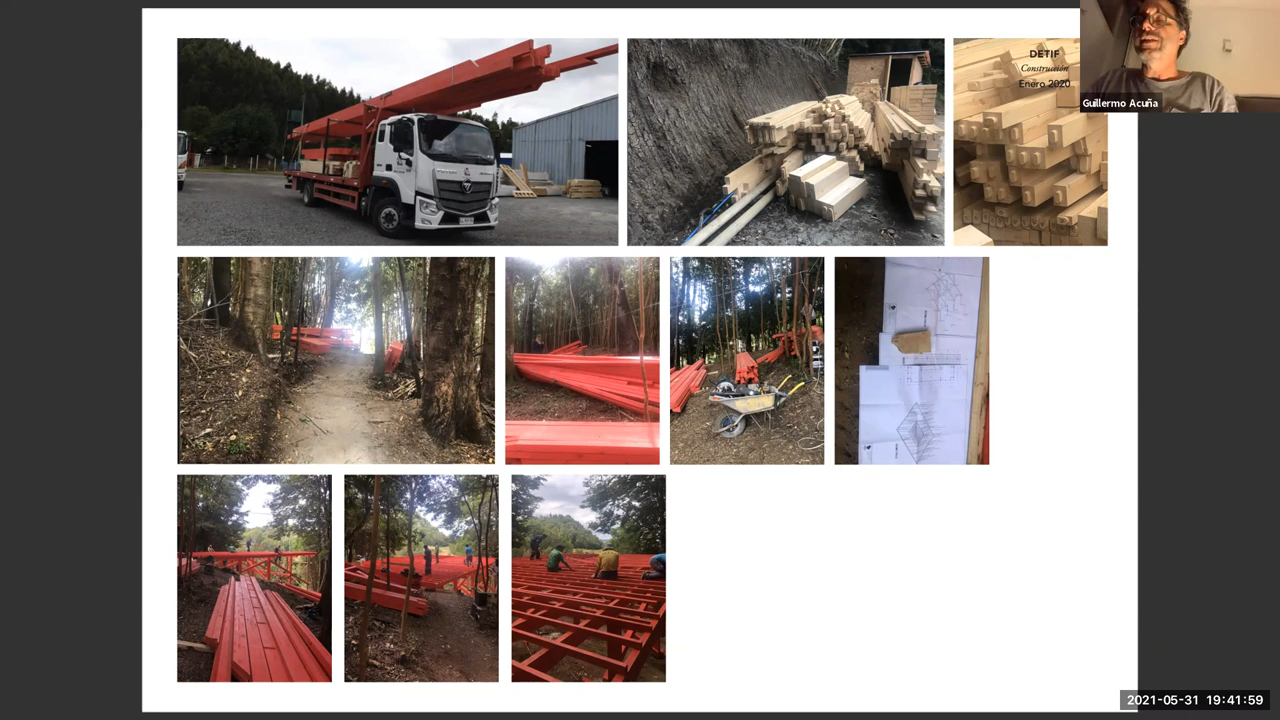 DETIF
Construcción
Enero 2020
Guillermo Acuña
2021-05-31 19:41:59